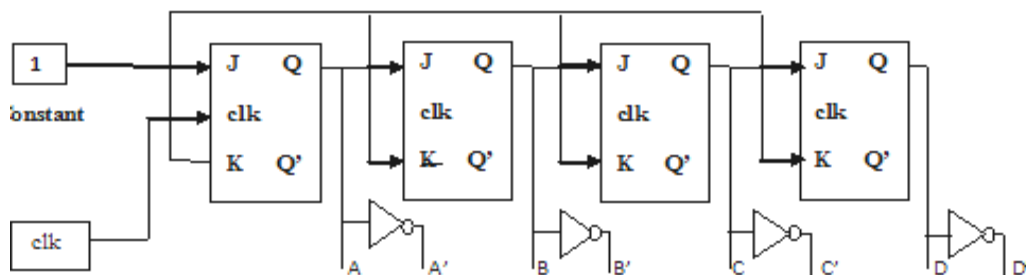 1
onstant
clk
J Q
clk
K Q'
J Q
clk
K Q'
J Q
clk
K Q'
J Q
clk
K Q'
A A' B B' C C' D D